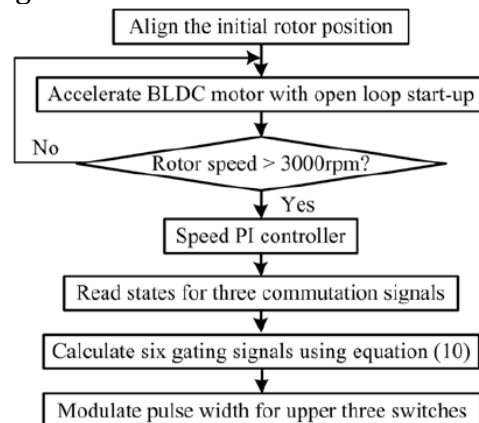 Align the initial rotor position
Accelerate BLDC motor with open loop start-up
No
Rotor speed > 3000rpm?
Yes
Speed PI controller
Read states for three commutation signals
Calculate six gating signals using equation (10)
Modulate pulse width for upper three switches